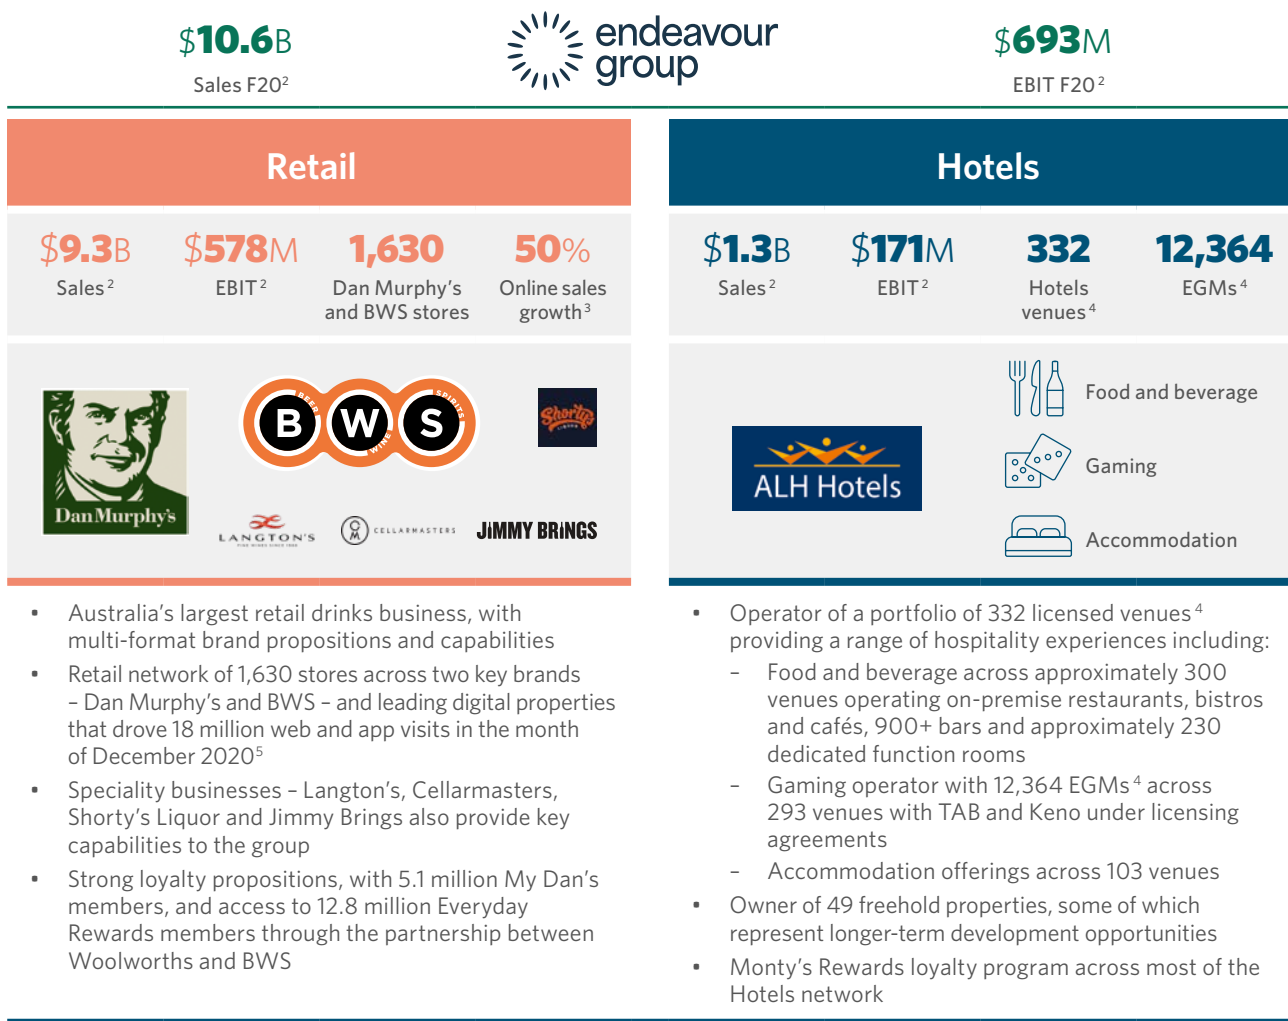 $10.6B
Sales F20²
endeavour
group
$693M
EBIT F20²
Retail
$9.3B
Sales²
$578M
EBIT²
1,630
Dan Murphy's
and BWS stores
50%
Online sales
growth³
Dan Murphy's
BEER
WINE
SPIRITS
B W S
Shorty's
LIQUOR
LANGTON'S
FINE WINES SINCE 1988
CM CELLARMASTERS
JiMMY BRiNGS
• Australia's largest retail drinks business, with
multi-format brand propositions and capabilities
• Retail network of 1,630 stores across two key brands
– Dan Murphy's and BWS – and leading digital properties
that drove 18 million web and app visits in the month
of December 2020⁵
• Speciality businesses – Langton's, Cellarmasters,
Shorty's Liquor and Jimmy Brings also provide key
capabilities to the group
• Strong loyalty propositions, with 5.1 million My Dan's
members, and access to 12.8 million Everyday
Rewards members through the partnership between
Woolworths and BWS
Hotels
$1.3B
Sales²
$171M
EBIT²
332
Hotels
venues⁴
12,364
EGMs⁴
ALH Hotels
Food and beverage
Gaming
Accommodation
• Operator of a portfolio of 332 licensed venues⁴
providing a range of hospitality experiences including:
– Food and beverage across approximately 300
venues operating on-premise restaurants, bistros
and cafés, 900+ bars and approximately 230
dedicated function rooms
– Gaming operator with 12,364 EGMs⁴ across
293 venues with TAB and Keno under licensing
agreements
– Accommodation offerings across 103 venues
• Owner of 49 freehold properties, some of which
represent longer-term development opportunities
• Monty's Rewards loyalty program across most of the
Hotels network